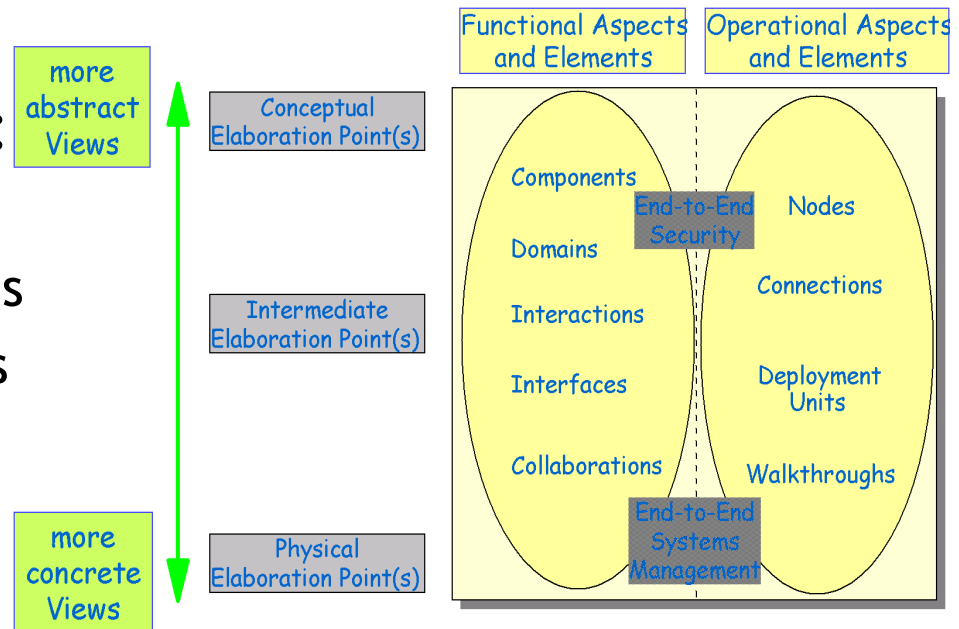 more
abstract
Views
:
s
s
more
concrete
Views
Conceptual
Elaboration Point(s)
Intermediate
Elaboration Point(s)
Physical
Elaboration Point(s)
Functional Aspects
and Elements
Operational Aspects
and Elements
Components
Domains
Interactions
Interfaces
Collaborations
End-to-End
Security
End-to-End
Systems
Management
Nodes
Connections
Deployment
Units
Walkthroughs